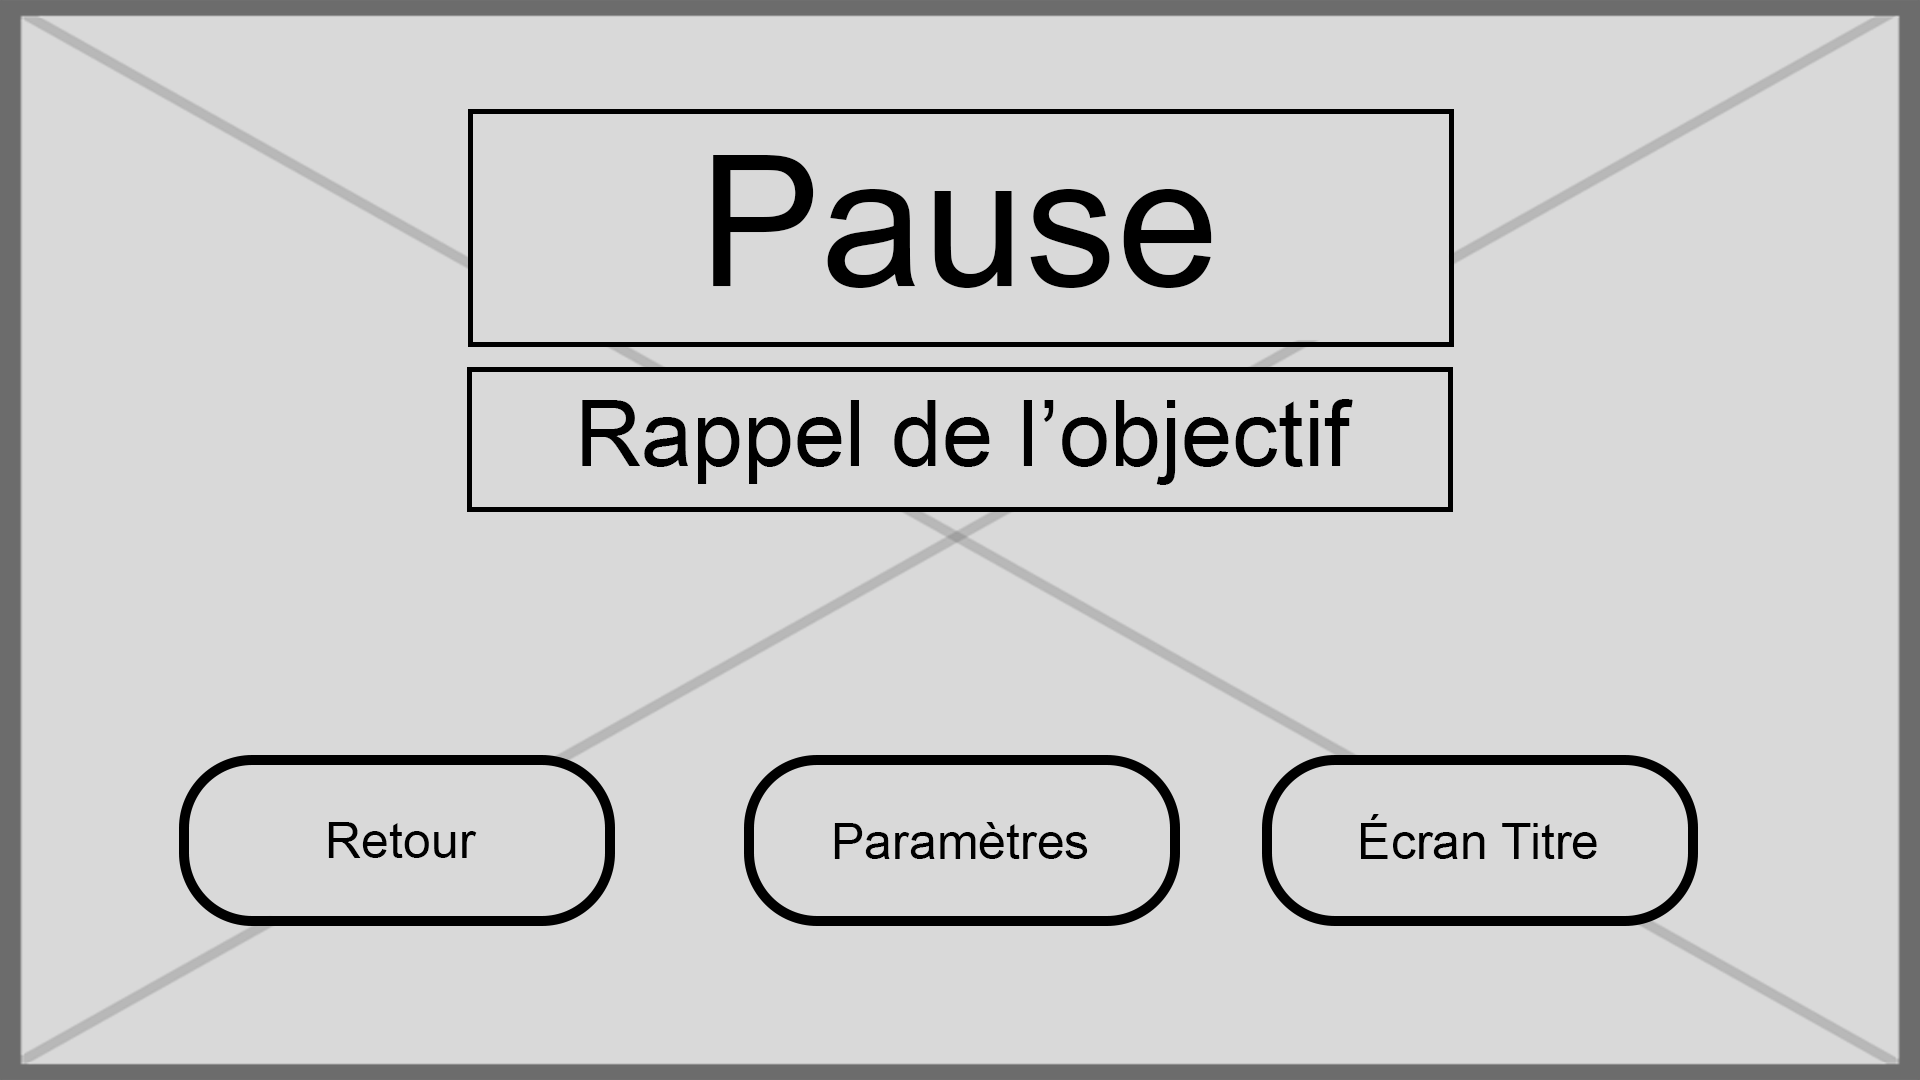 Pause
Rappel de l’objectif
Retour
Paramètres
Écran Titre